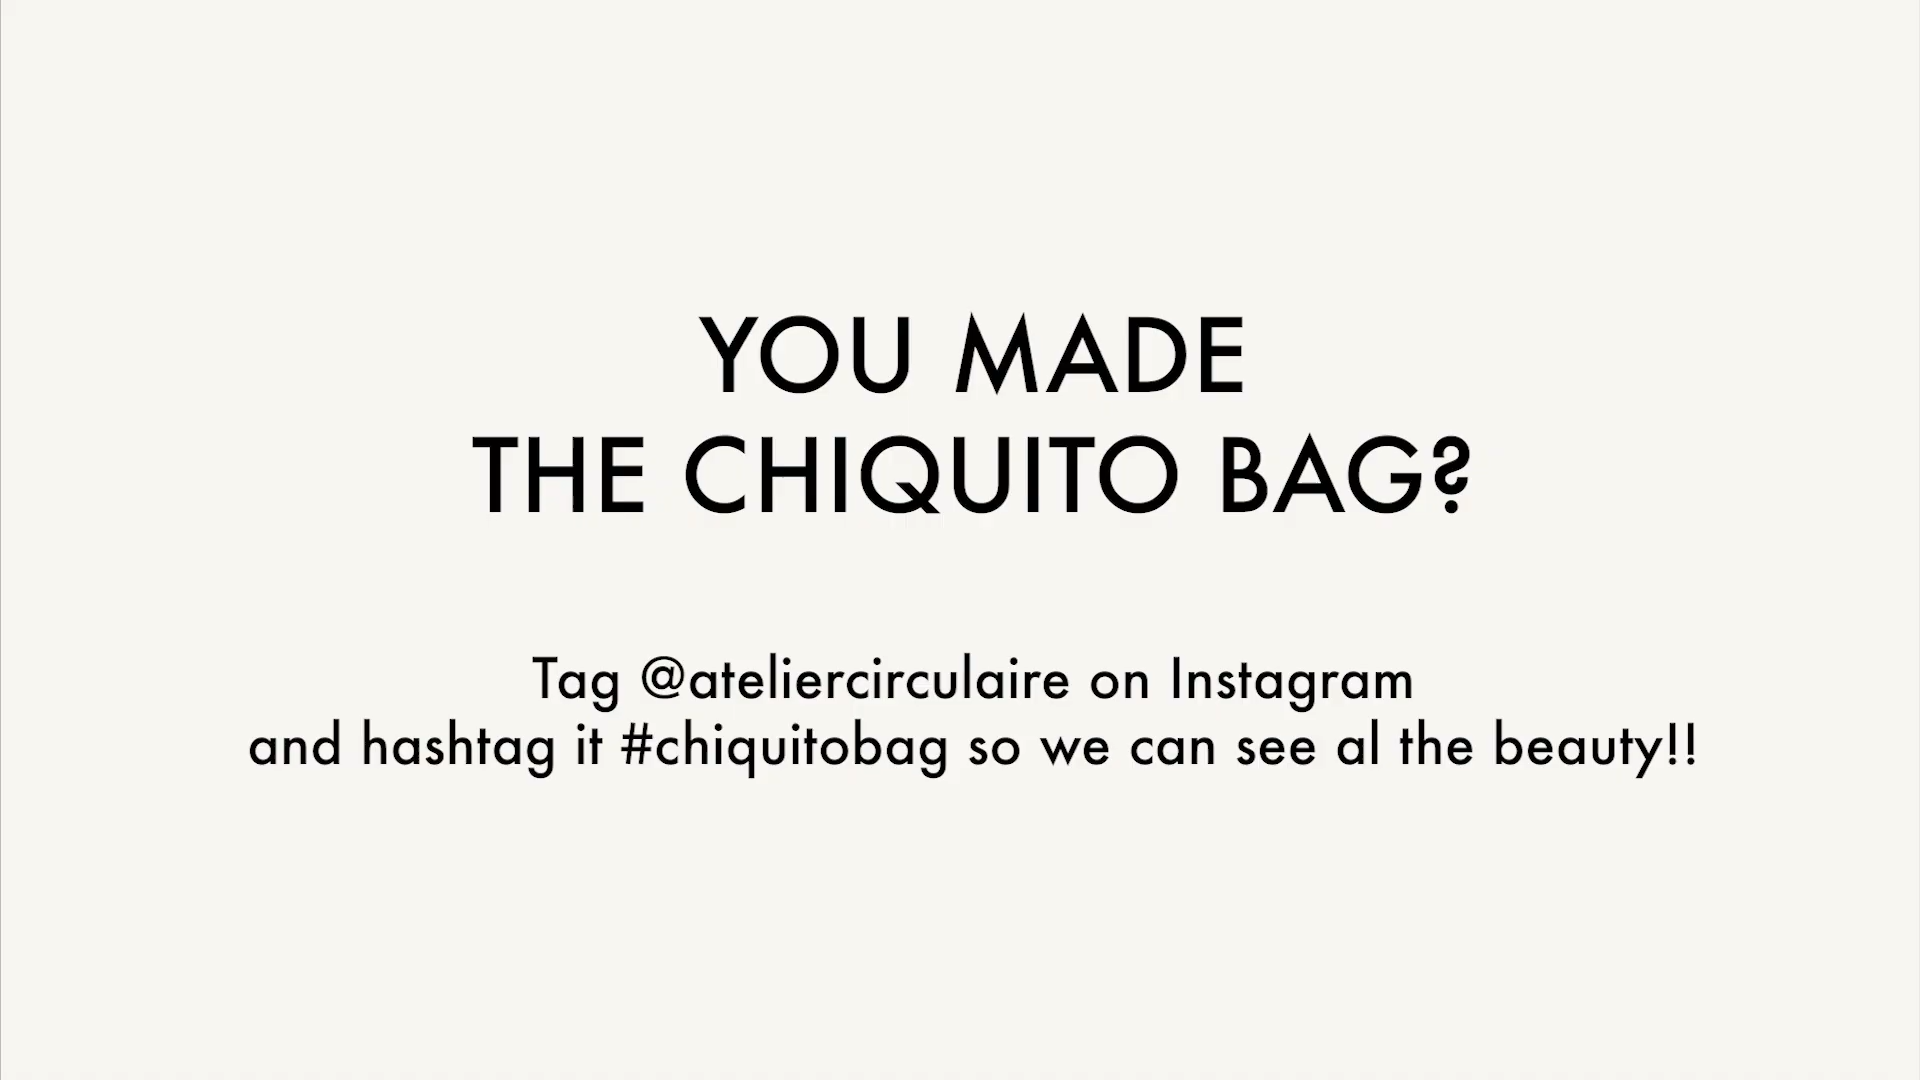 YOU MADE
THE CHIQUITO BAG?
Tag @ateliercirculaire on Instagram
and hashtag it #chiquitobag so we can see al the beauty!!